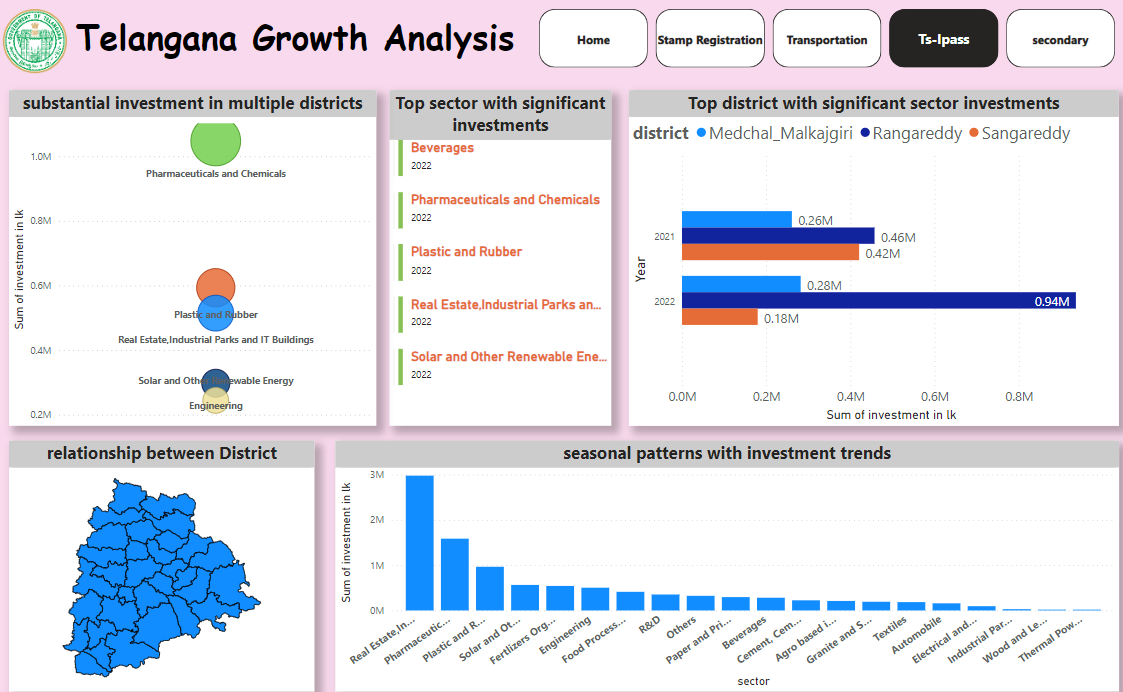 Telangana Growth Analysis
Home
Stamp Registration
Transportation
Ts-Ipass
secondary
substantial investment in multiple districts
Sum of investment in lk
1.0M
0.8M
0.6M
0.4M
0.2M
Pharmaceuticals and Chemicals
Plastic and Rubber
Real Estate,Industrial Parks and IT Buildings
Solar and Other Renewable Energy
Engineering
Top sector with significant
investments
Beverages
2022
Pharmaceuticals and Chemicals
2022
Plastic and Rubber
2022
Real Estate,Industrial Parks an...
2022
Solar and Other Renewable Ene...
2022
Top district with significant sector investments
district Medchal_Malkajgiri Rangareddy Sangareddy
Year
2021
0.26M
0.46M
0.42M
2022
0.28M
0.94M
0.18M
0.0M 0.2M 0.4M 0.6M 0.8M
Sum of investment in lk
relationship between District
seasonal patterns with investment trends
Sum of investment in lk
3M
2M
1M
0M
Real Estate,In...
Pharmaceutic...
Plastic and R...
Solar and Ot...
Fertlizers Org...
Engineering
Food Process...
R&D
Others
Paper and Pri...
Beverages
Cement, Cem...
Agro based i...
Granite and S...
Textiles
Automobile
Electrical and...
Industrial Par...
Wood and Le...
Thermal Pow...
sector